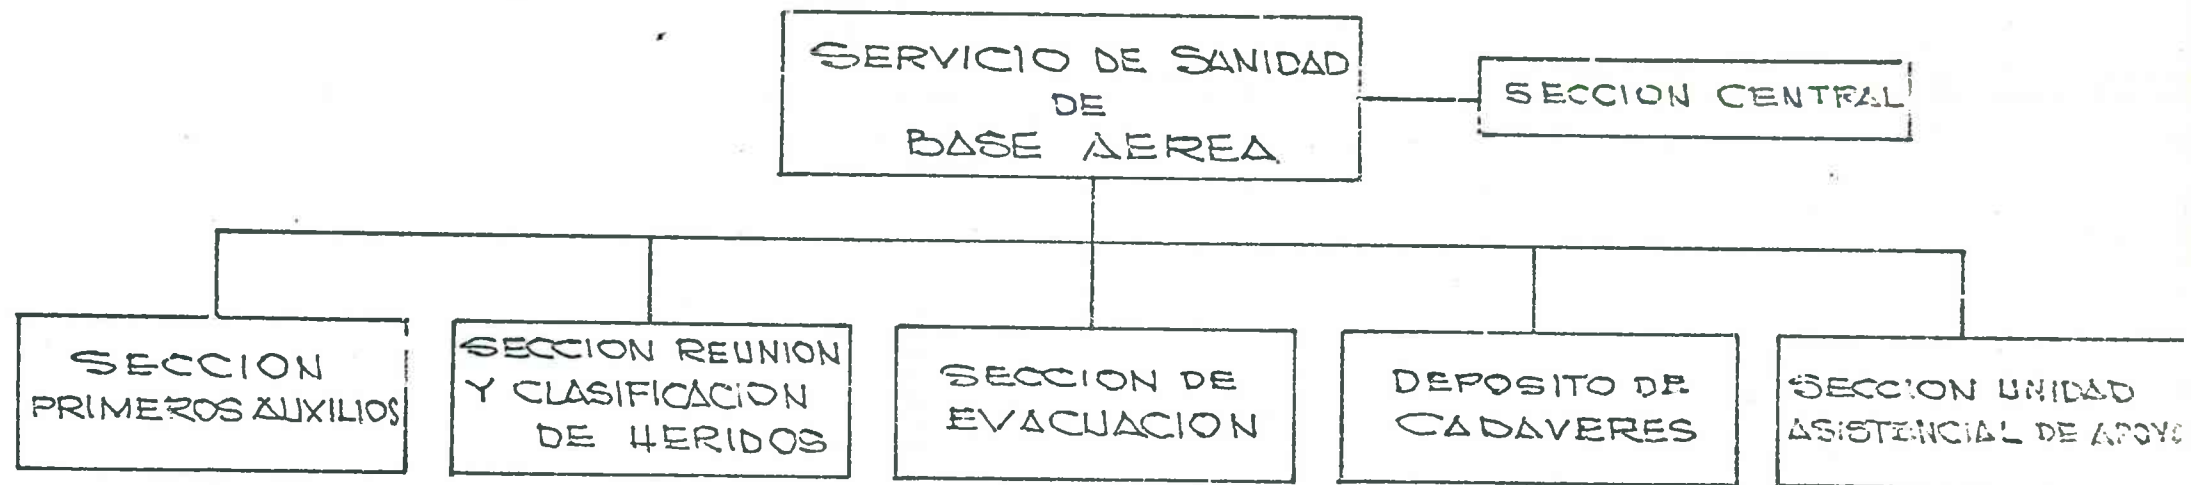 SERVICIO DE SANIDAD
DE
BASE AEREA
SECCION CENTRAL
SECCION
PRIMEROS AUXILIOS
SECCION REUNION
Y CLASIFICACION
DE HERIDOS
SECCION DE
EVACUACION
DEPOSITO DE
CADAVERES
SECCION UNIDAD
ASISTENCIAL DE APOYO